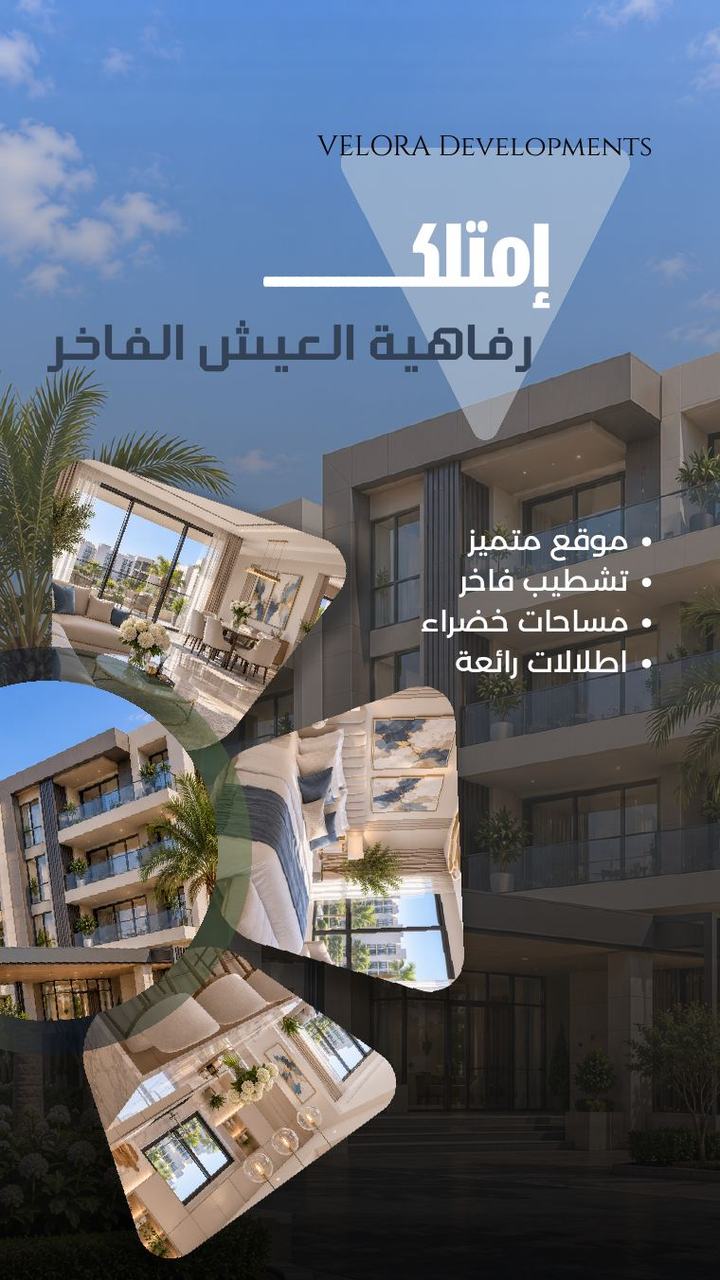 VELORA DEVELOPMENTS
إمتلك
رفاهية العيش الفاخر
• موقع متميز
• تشطيب فاخر
• مساحات خضراء
• اطلالات رائعة